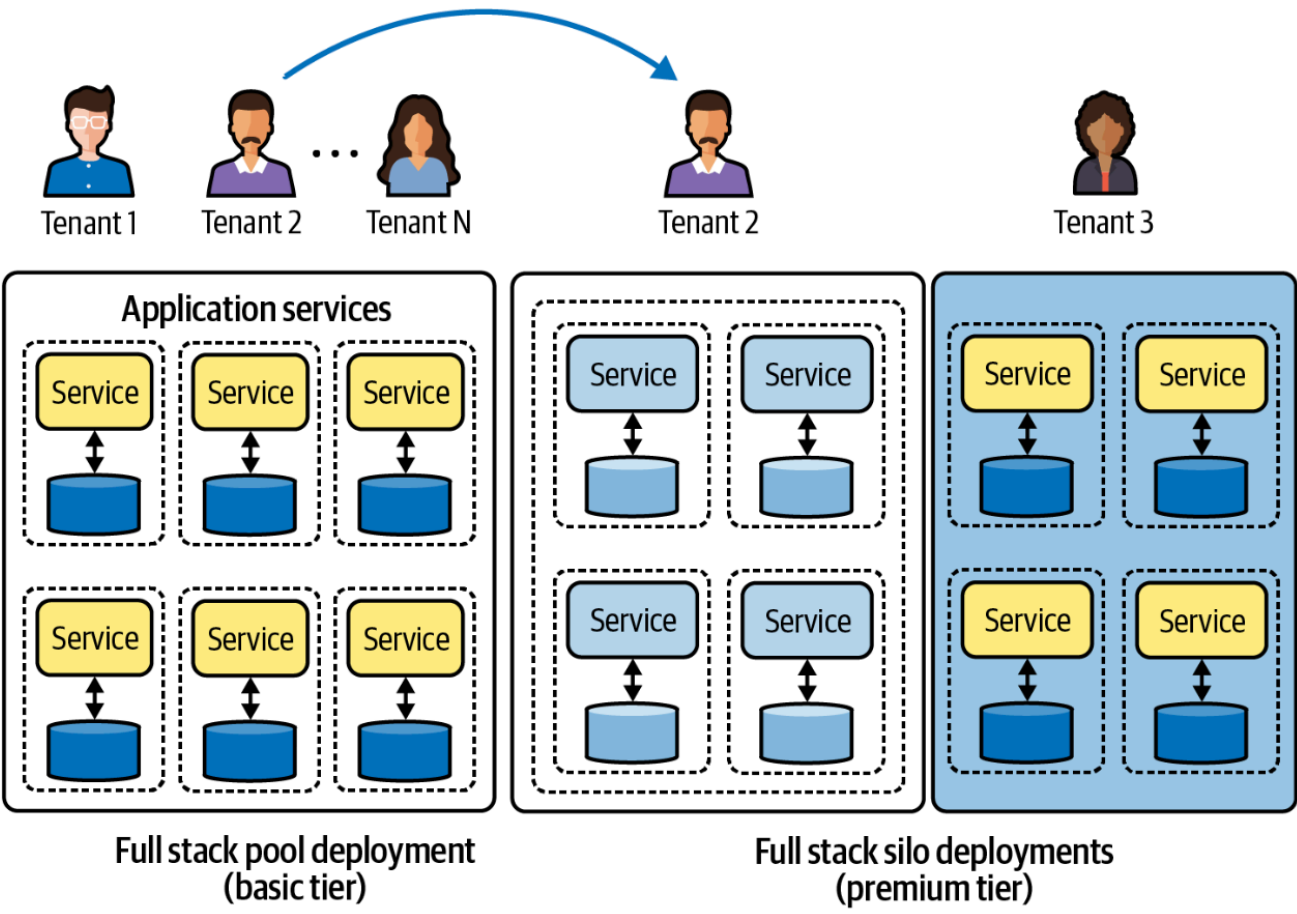 Tenant 1
Tenant 2
Tenant N
Tenant 2
Tenant 3
Application services
Service
Service
Service
Service
Service
Service
Service
Service
Service
Service
Service
Service
Service
Service
Full stack pool deployment
(basic tier)
Full stack silo deployments
(premium tier)